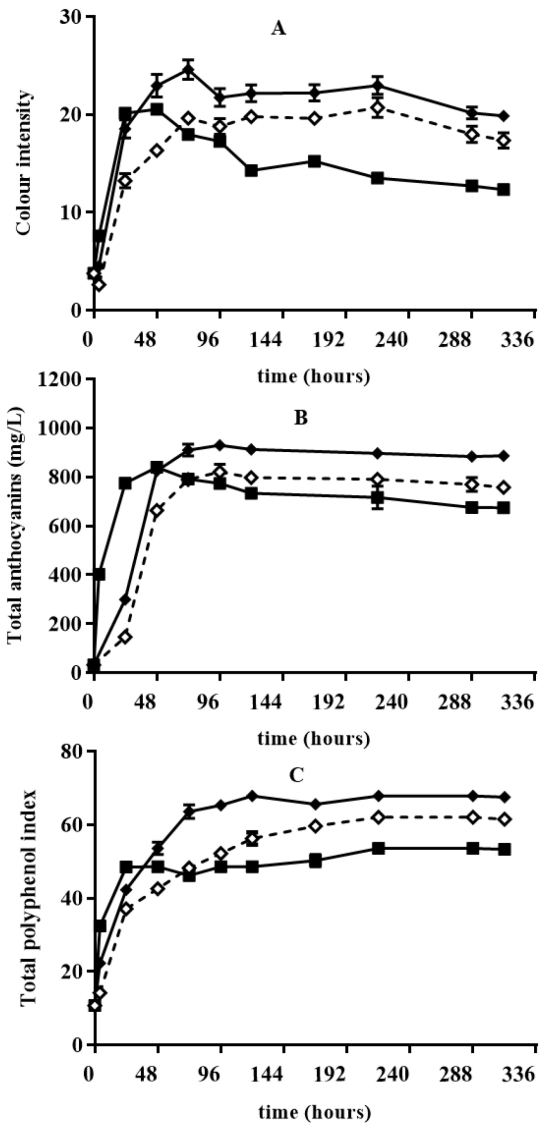 A
30
20
10
0
Colour intensity
0 48 96 144 192 240 288 336
time (hours)
B
1200
1000
800
600
400
200
0
Total anthocyanins (mg/L)
0 48 96 144 192 240 288 336
time (hours)
C
80
60
40
20
0
Total polyphenol index
0 48 96 144 192 240 288 336
time (hours)